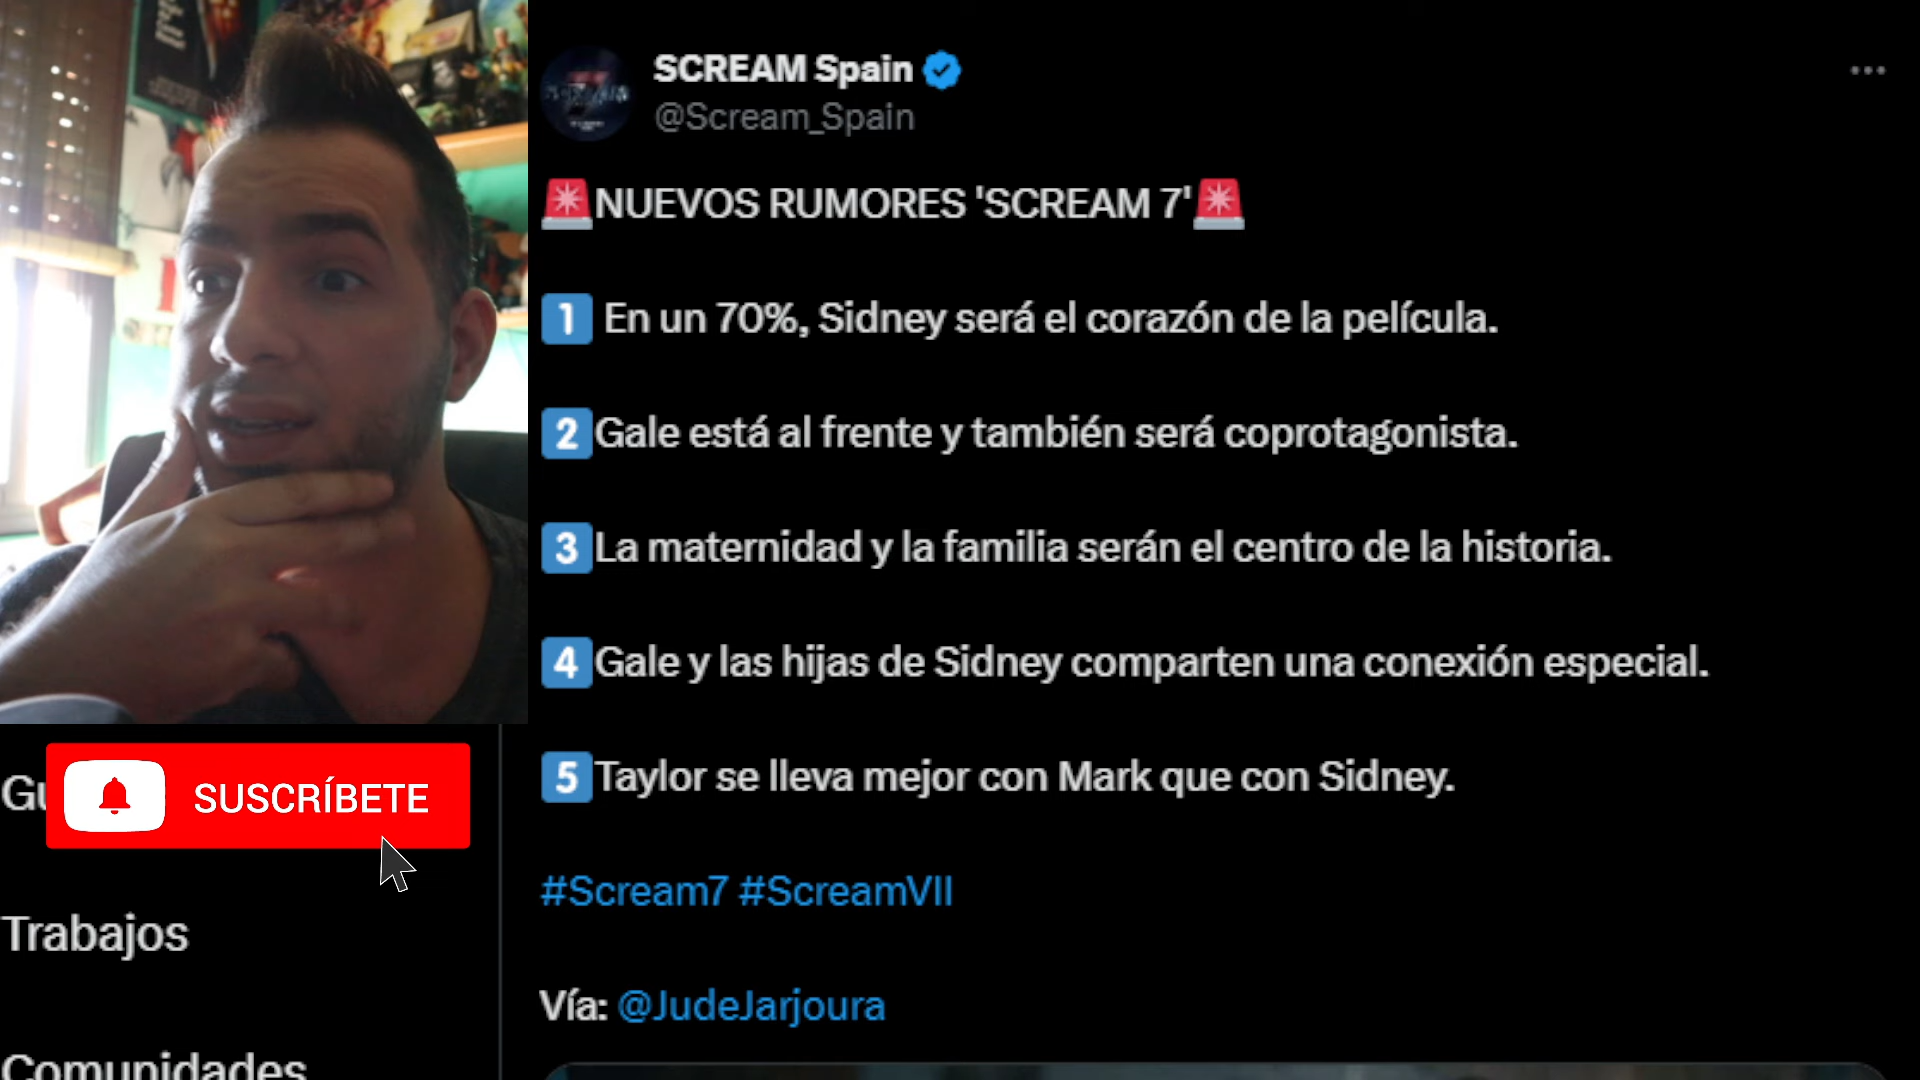 SCREAM Spain
@Scream_Spain
NUEVOS RUMORES 'SCREAM 7'
1 En un 70%, Sidney será el corazón de la película.
2 Gale está al frente y también será coprotagonista.
3 La maternidad y la familia serán el centro de la historia.
4 Gale y las hijas de Sidney comparten una conexión especial.
5 Taylor se lleva mejor con Mark que con Sidney.
#Scream7 #ScreamVII
Vía: @JudeJarjoura
SUSCRÍBETE
Trabajos
Comunidades